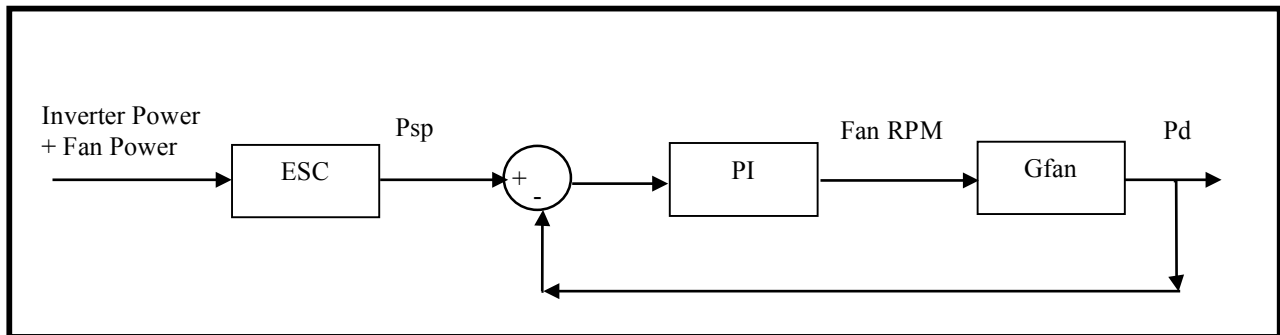 Inverter Power
+ Fan Power
ESC
Psp
+
-
PI
Fan RPM
Gfan
Pd